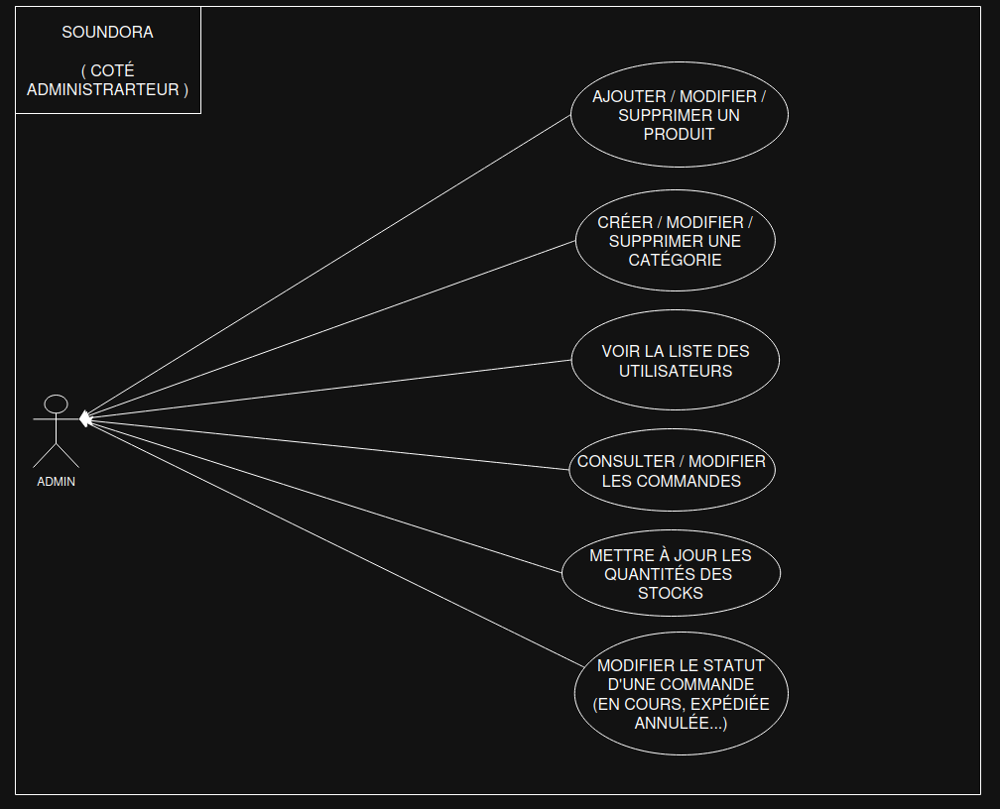 SOUNDORA
( COTÉ
ADMINISTRARTEUR )
AJOUTER / MODIFIER /
SUPPRIMER UN
PRODUIT
CRÉER / MODIFIER /
SUPPRIMER UNE
CATÉGORIE
VOIR LA LISTE DES
UTILISATEURS
ADMIN
CONSULTER / MODIFIER
LES COMMANDES
METTRE À JOUR LES
QUANTITÉS DES
STOCKS
MODIFIER LE STATUT
D'UNE COMMANDE
(EN COURS, EXPÉDIÉE
ANNULÉE...)